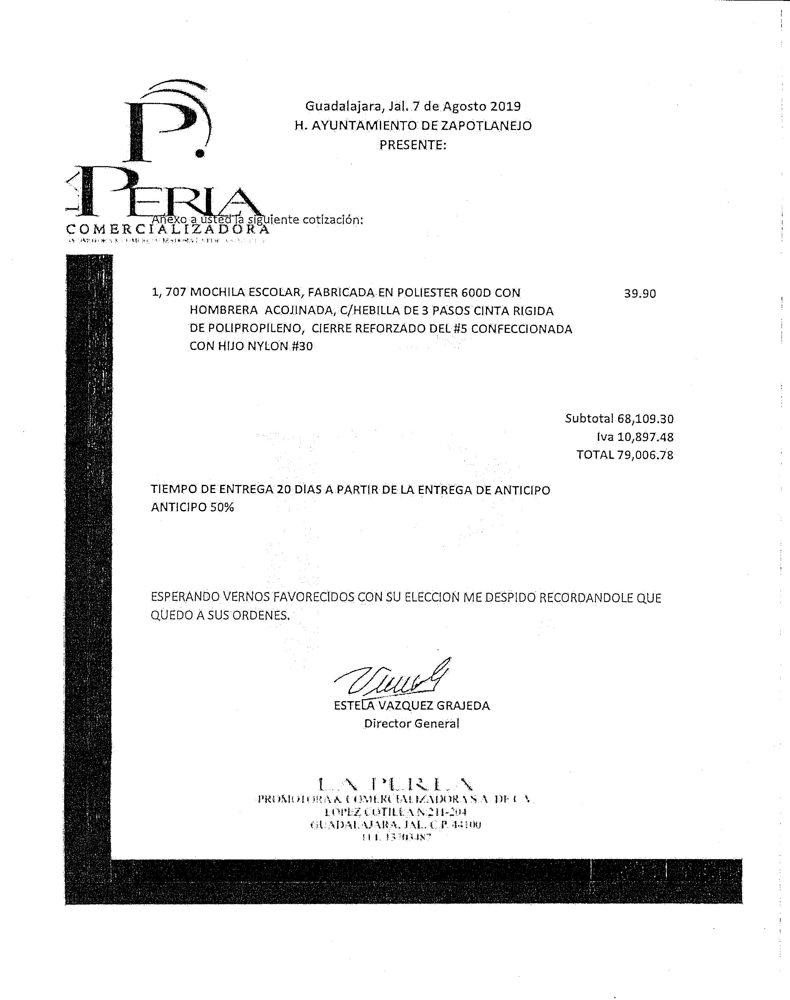 Guadalajara, Jal. 7 de Agosto 2019
H. AYUNTAMIENTO DE ZAPOTLANEJO
PRESENTE:
P.
LA PERLA
Anexo a usted la siguiente cotización:
COMERCIALIZADORA
1, 707 MOCHILA ESCOLAR, FABRICADA EN POLIESTER 600D CON 39.90
HOMBRERA ACOJINADA, C/HEBILLA DE 3 PASOS CINTA RIGIDA
DE POLIPROPILENO, CIERRE REFORZADO DEL #5 CONFECCIONADA
CON HIJO NYLON #30
Subtotal 68,109.30
Iva 10,897.48
TOTAL 79,006.78
TIEMPO DE ENTREGA 20 DIAS A PARTIR DE LA ENTREGA DE ANTICIPO
ANTICIPO 50%
ESPERANDO VERNOS FAVORECIDOS CON SU ELECCION ME DESPIDO RECORDANDOLE QUE
QUEDO A SUS ORDENES.
ESTELA VAZQUEZ GRAJEDA
Director General
LA PERLA
PROMOTORA & COMERCIALIZADORA S A DE C V.
LOPEZ COTILLA N 211-204
GUADALAJARA, JAL. C.P. 44100
TEL. 13703487